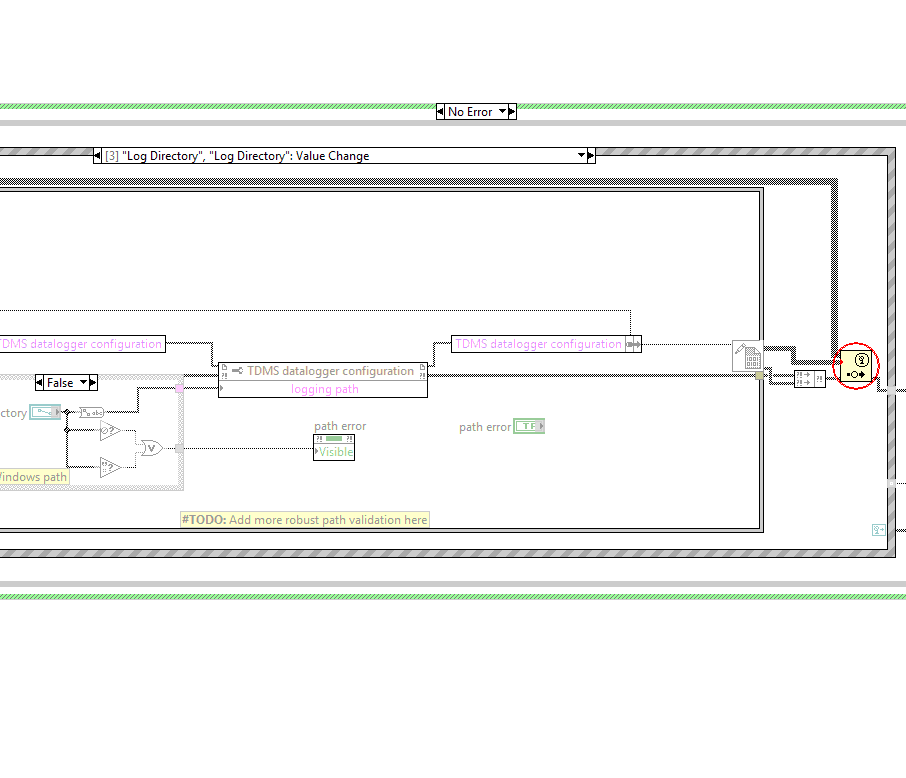 No Error
[3] "Log Directory", "Log Directory": Value Change
TDMS datalogger configuration
TDMS datalogger configuration
TDMS datalogger configuration
logging path
False
ctory
path error
Visible
path error
TF
Windows path
#TODO: Add more robust path validation here